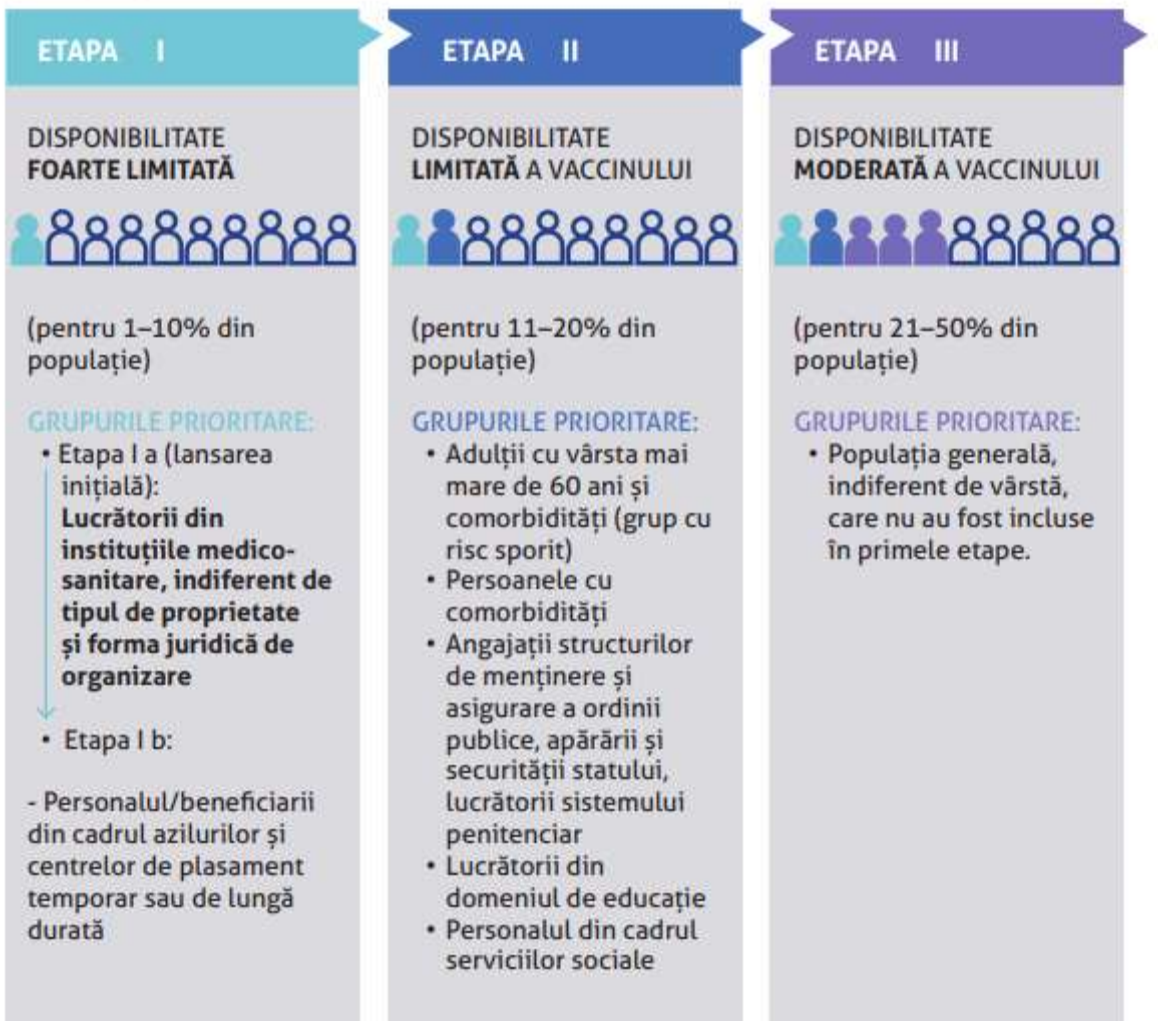 ETAPA I
DISPONIBILITATE
FOARTE LIMITATĂ
(pentru 1–10% din
populație)
GRUPURILE PRIORITARE:
• Etapa I a (lansarea
inițială):
Lucrătorii din
instituțiile medico-
sanitare, indiferent de
tipul de proprietate
și forma juridică de
organizare
• Etapa I b:
- Personalul/beneficiarii
din cadrul azilurilor și
centrelor de plasament
temporar sau de lungă
durată
ETAPA II
DISPONIBILITATE
LIMITATĂ A VACCINULUI
(pentru 11–20% din
populație)
GRUPURILE PRIORITARE:
• Adulții cu vârsta mai
mare de 60 ani și
comorbidități (grup cu
risc sporit)
• Persoanele cu
comorbidități
• Angajații structurilor
de menținere și
asigurare a ordinii
publice, apărării și
securității statului,
lucrătorii sistemului
penitenciar
• Lucrătorii din
domeniul de educație
• Personalul din cadrul
serviciilor sociale
ETAPA III
DISPONIBILITATE
MODERATĂ A VACCINULUI
(pentru 21–50% din
populație)
GRUPURILE PRIORITARE:
• Populația generală,
indiferent de vârstă,
care nu au fost incluse
în primele etape.